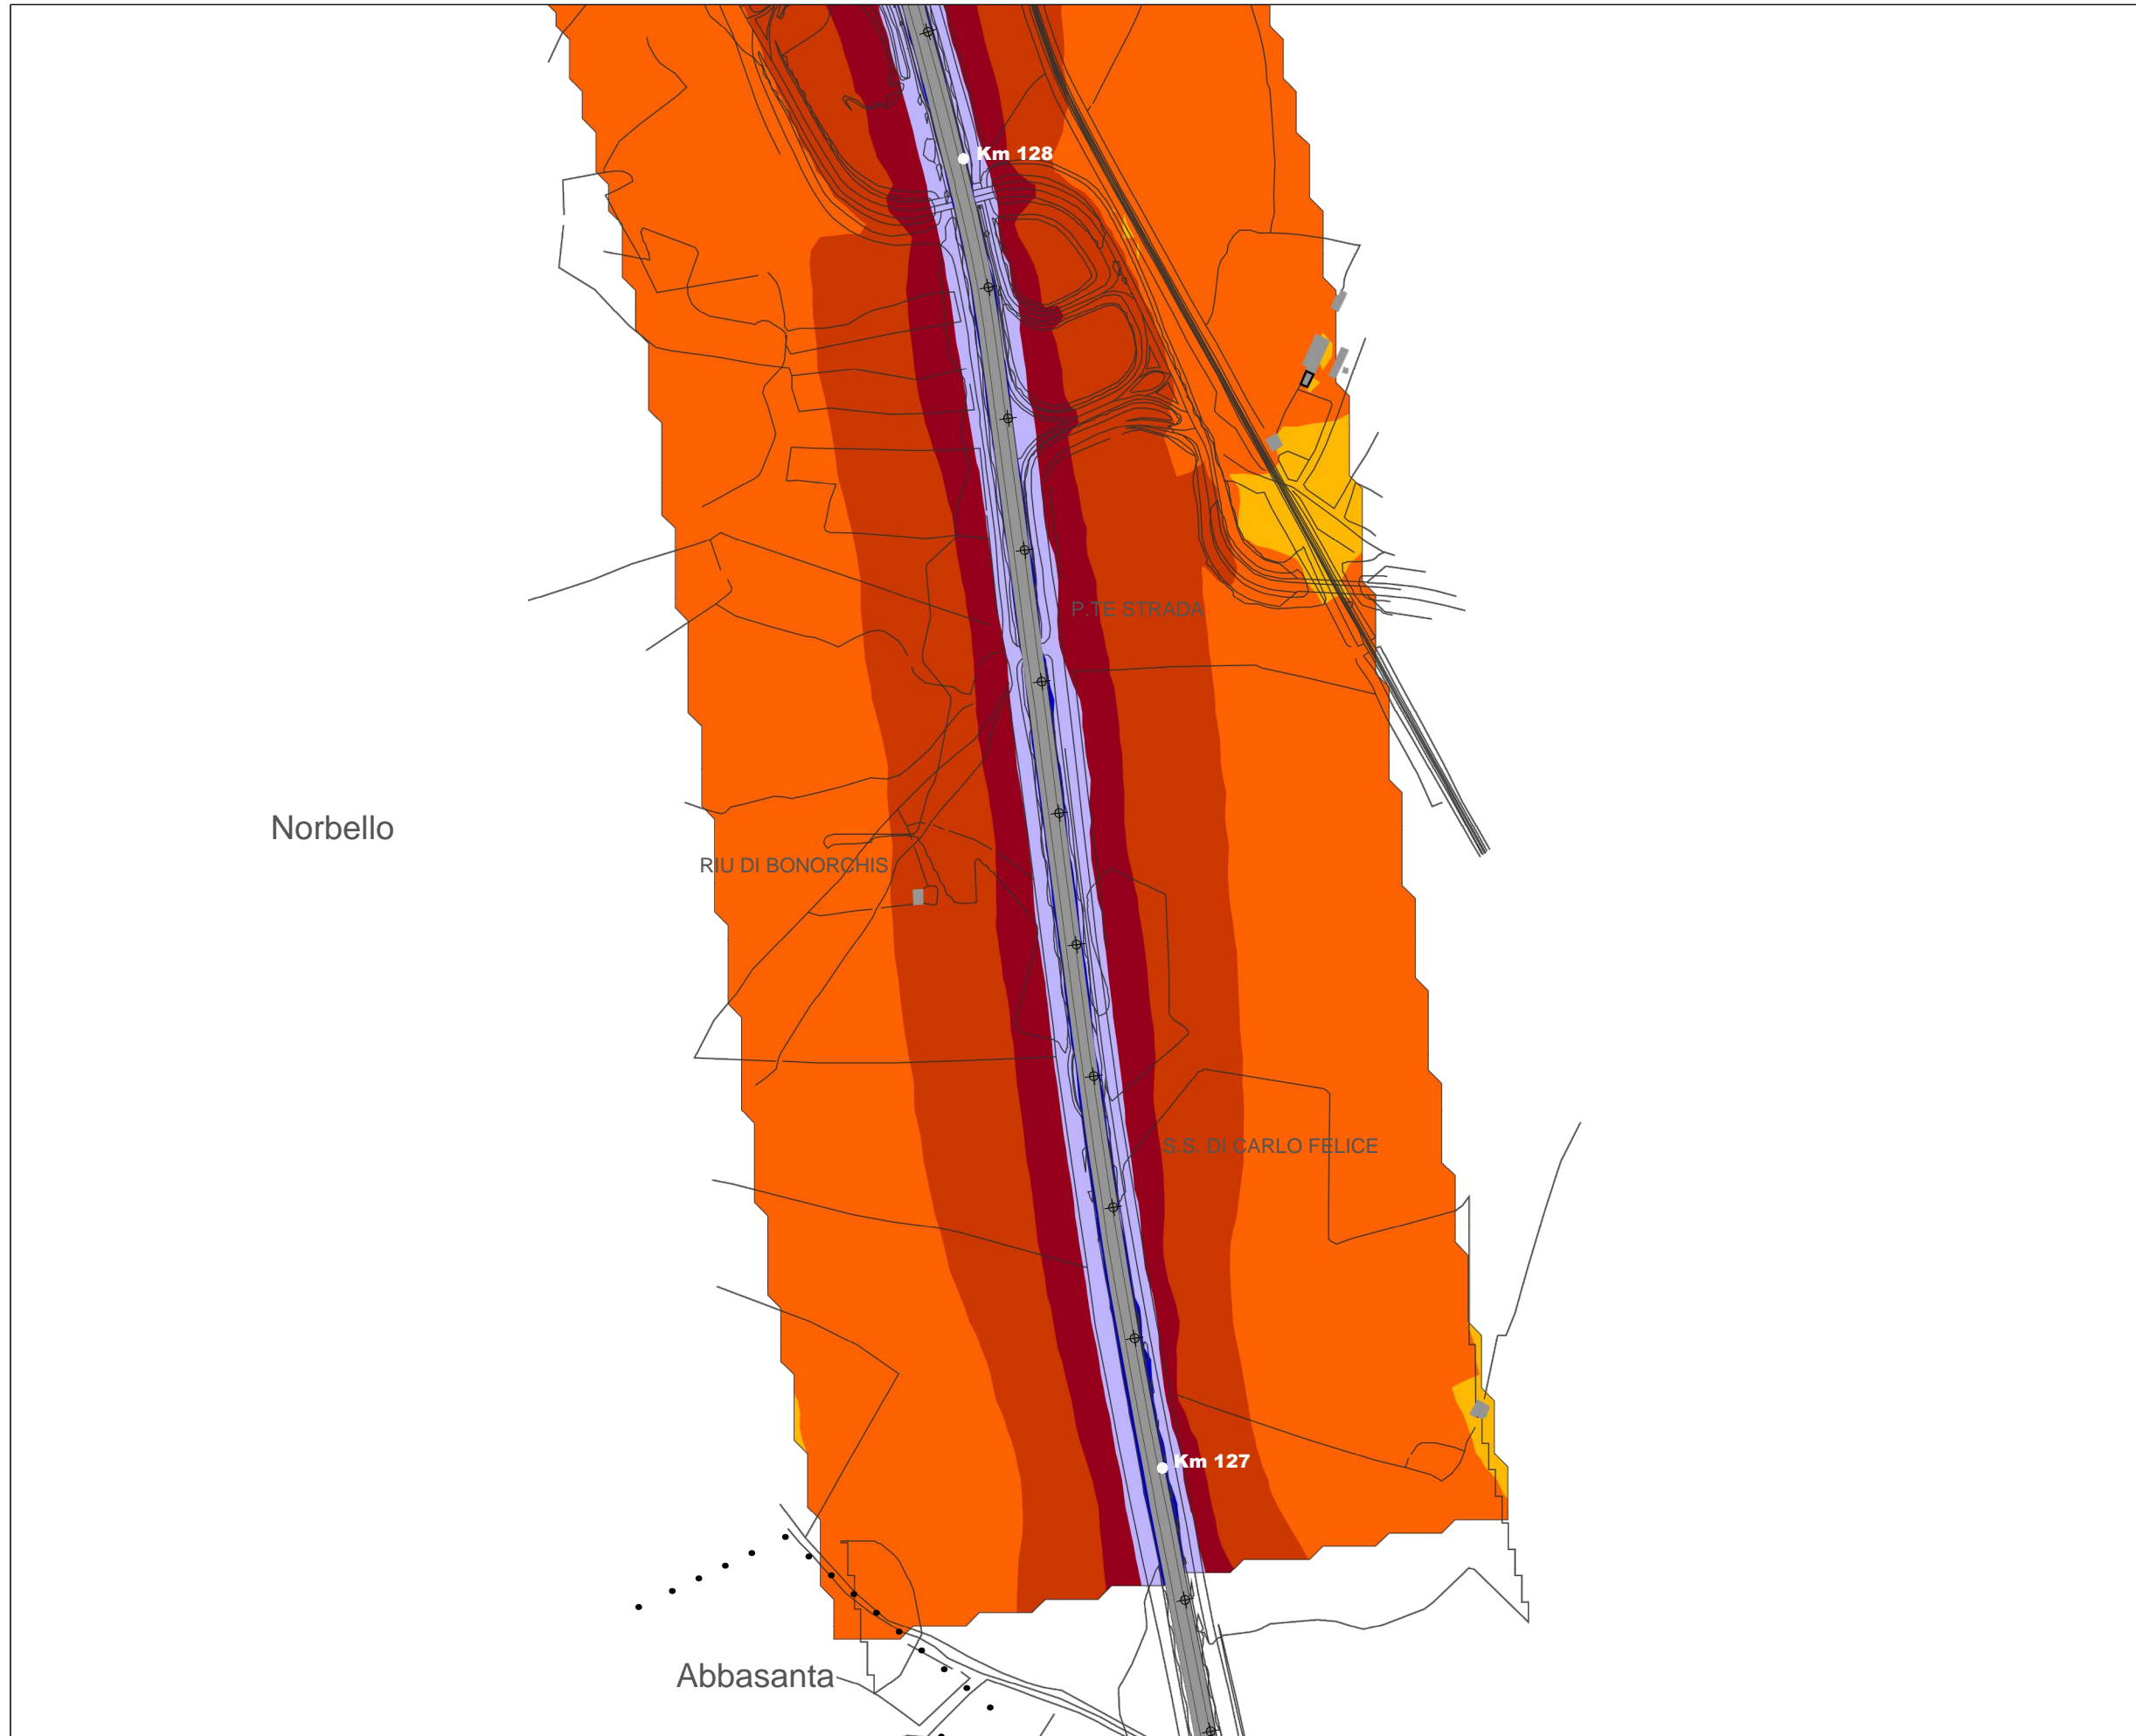 Km 128
P.TE STRADA
Norbello
RIU DI BONORCHIS
S.S. DI CARLO FELICE
Km 127
Abbasanta